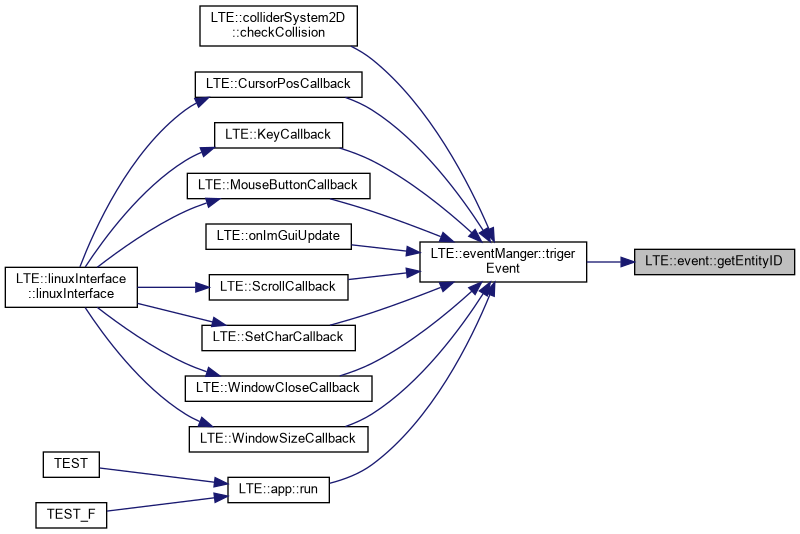 LTE::colliderSystem2D
::checkCollision
LTE::CursorPosCallback
LTE::KeyCallback
LTE::MouseButtonCallback
LTE::onImGuiUpdate
LTE::eventManger::triger
Event
LTE::event::getEntityID
LTE::linuxInterface
::linuxInterface
LTE::ScrollCallback
LTE::SetCharCallback
LTE::WindowCloseCallback
LTE::WindowSizeCallback
TEST
LTE::app::run
TEST_F